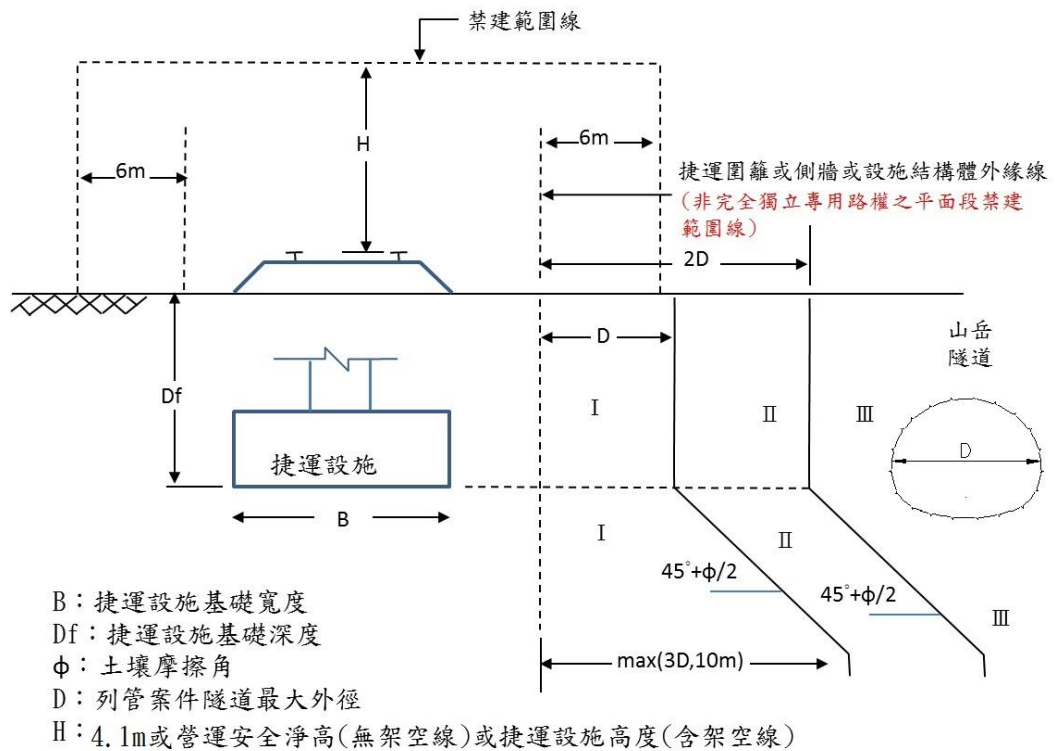 禁建範圍線
H
6m
6m
捷運圍籬或側牆或設施結構體外緣線
(非完全獨立專用路權之平面段禁建
範圍線)
2D
D
山岳
隧道
Df
I
II
III
D
捷運設施
B
I
II
45°+ϕ/2
45°+ϕ/2
III
max(3D,10m)
B：捷運設施基礎寬度
Df：捷運設施基礎深度
ϕ：土壤摩擦角
D：列管案件隧道最大外徑
H：4.1m或營運安全淨高(無架空線)或捷運設施高度(含架空線)